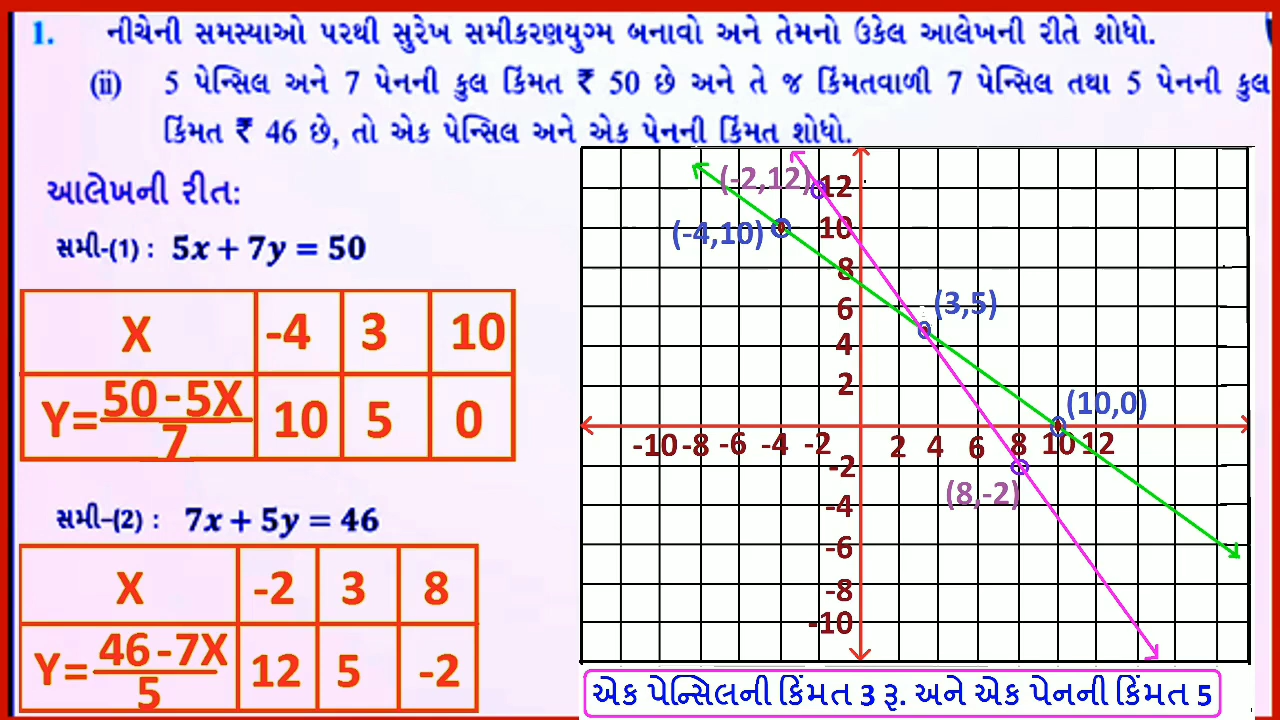 1. નીચેની સમસ્યાઓ પરથી સુરેખ સમીકરણયુગ્મ બનાવો અને તેમનો ઉકેલ આલેખની રીતે શોધો.
(ii) 5 પેન્સિલ અને 7 પેનની કુલ કિંમત ₹ 50 છે અને તે જ કિંમતવાળી 7 પેન્સિલ તથા 5 પેનની કુલ
કિંમત ₹ 46 છે, તો એક પેન્સિલ અને એક પેનની કિંમત શોધો.
આલેખની રીત:
સમી-(1) : 5x + 7y = 50
X -4 3 10
Y= 50-5X / 7 10 5 0
સમી-(2) : 7x + 5y = 46
X -2 3 8
Y= 46-7X / 5 12 5 -2
(-2,12) 12
(-4,10) 10
8
(3,5)
6
4
2
(10,0)
-10 -8 -6 -4 -2 2 4 6 8 10 12
-2
(8,-2)
-4
-6
-8
-10
એક પેન્સિલની કિંમત 3 રૂ. અને એક પેનની કિંમત 5